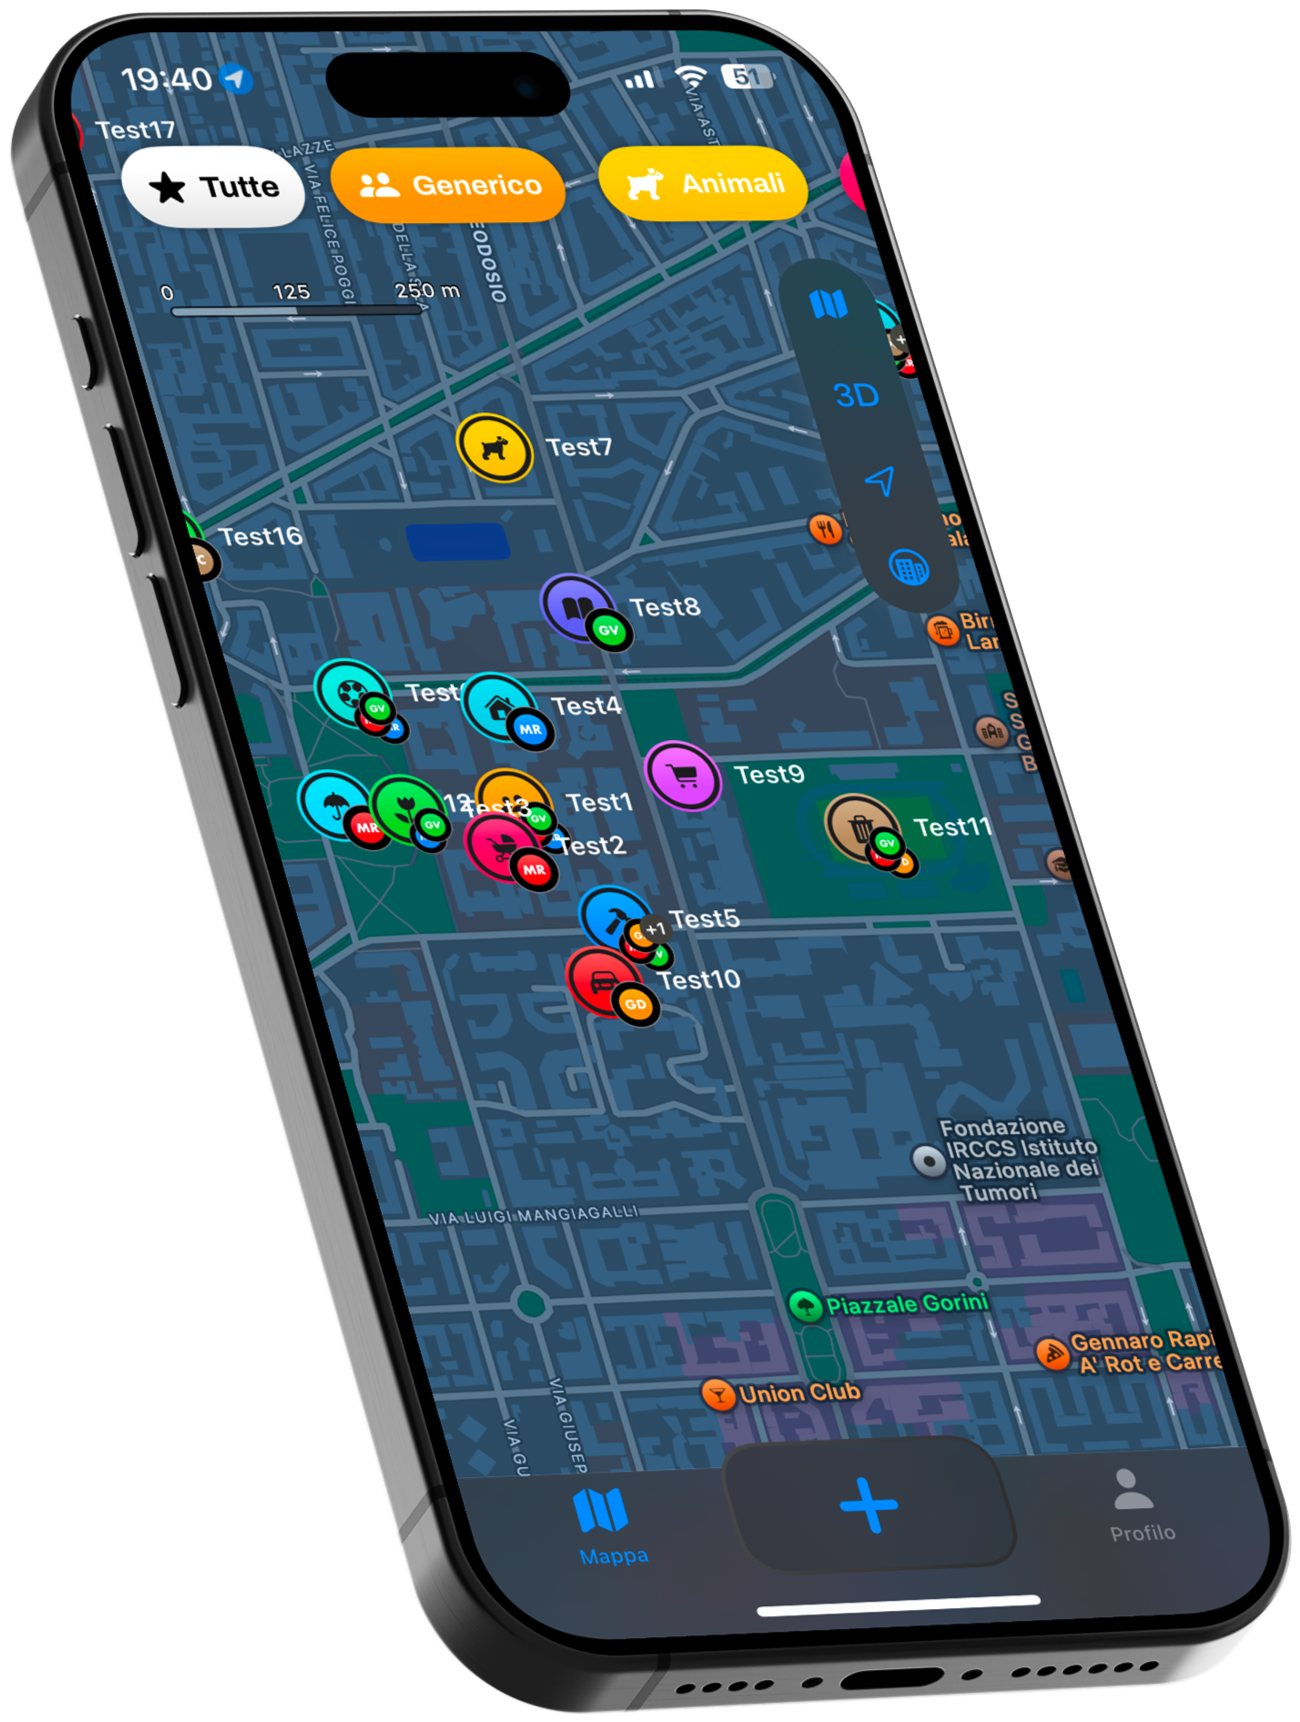 19:40
51
Test17
LAZZE
VIA AST
Tutte
Generico
Animali
VIA FELICE POGGI
DELLA
EODOSIO
0 125 250 m
3D
Test7
Test16
Test8
GV
Test
GV
Test4
MR
Test9
MR
GV
12
Test3
Test1
GV
Test2
MR
Test11
GV
Test5
+1
Test10
GD
Fondazione
IRCCS Istituto
Nazionale dei
Tumori
VIA LUIGI MANGIAGALLI
Piazzale Gorini
Gennaro Rapi
A' Rot e Carre
Union Club
VIA GIUSEP
VIA GU
Mappa
Profilo